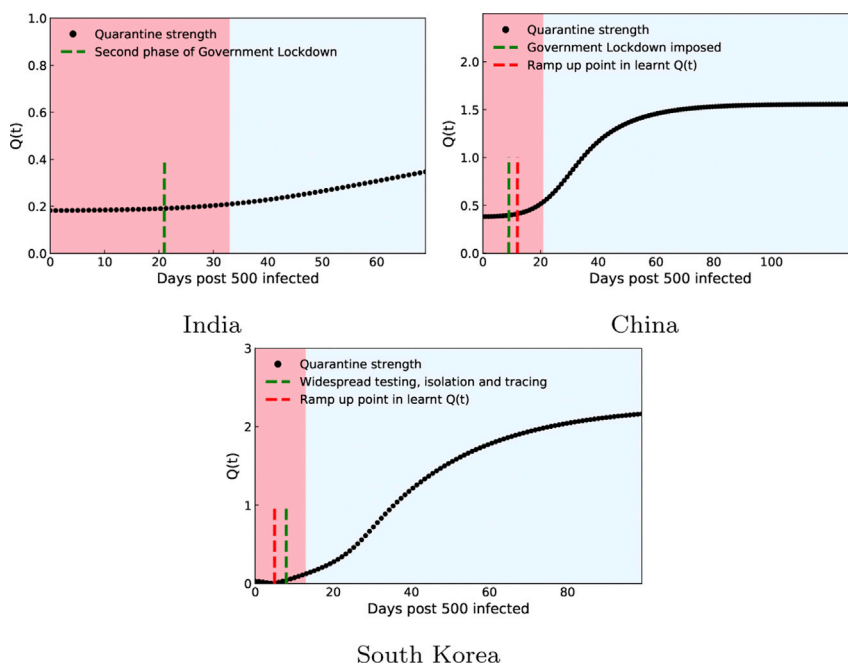 1.0
0.8
0.6
0.4
0.2
0.0
Q(t)
Quarantine strength
Second phase of Government Lockdown
0 10 20 30 40 50 60
Days post 500 infected
India
2.0
1.5
1.0
0.5
0.0
Q(t)
Quarantine strength
Government Lockdown imposed
Ramp up point in learnt Q(t)
0 20 40 60 80 100
Days post 500 infected
China
3
2
1
0
Q(t)
Quarantine strength
Widespread testing, isolation and tracing
Ramp up point in learnt Q(t)
0 20 40 60 80
Days post 500 infected
South Korea